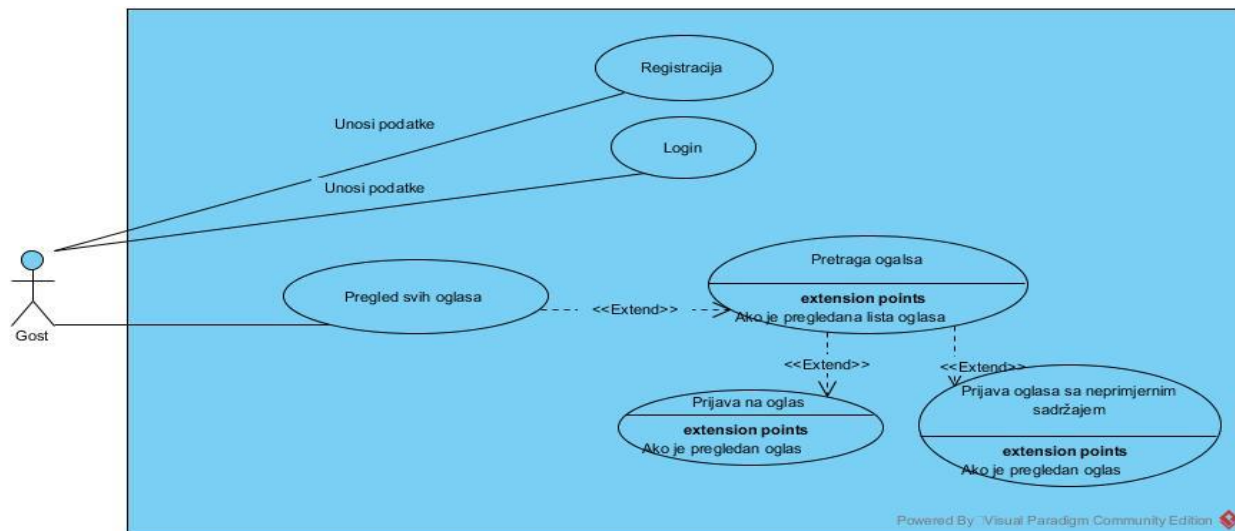 Registracija
Unosi podatke
Login
Unosi podatke
Gost
Pregled svih oglasa
<<Extend>>
Pretraga ogalsa
extension points
Ako je pregledana lista oglasa
<<Extend>>
<<Extend>>
Prijava na oglas
extension points
Ako je pregledan oglas
Prijava oglasa sa neprimjernim
sadržajem
extension points
Ako je pregledan oglas
Powered By Visual Paradigm Community Edition